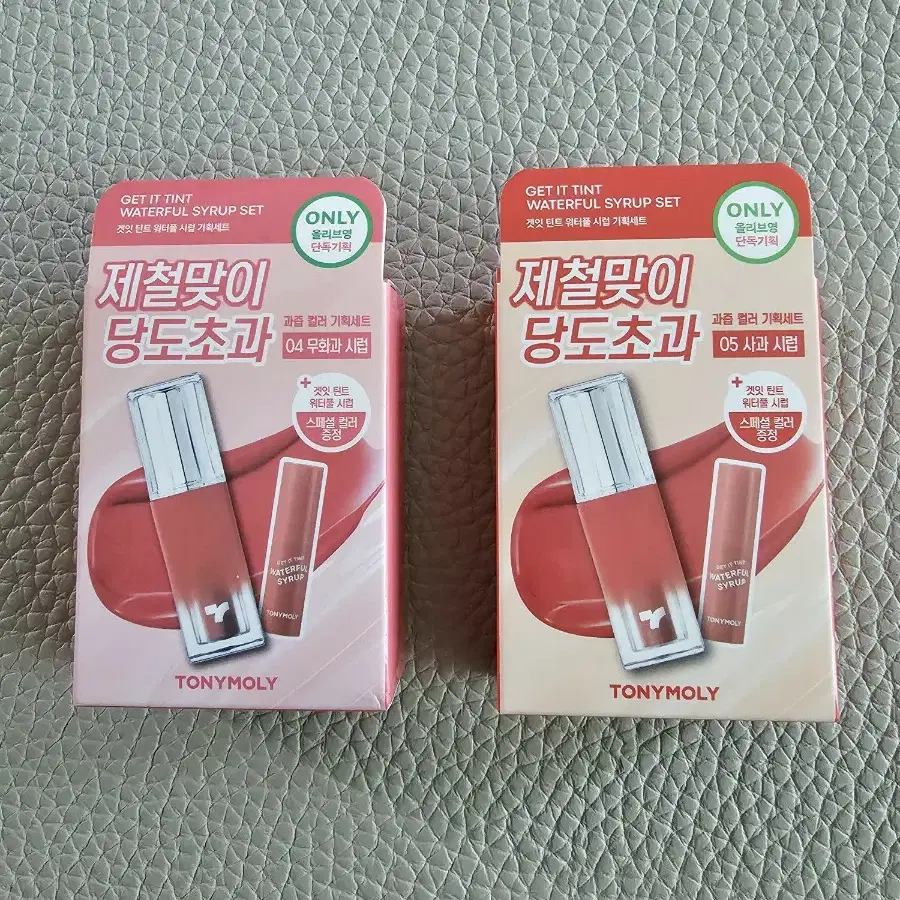 GET IT TINT
WATERFUL SYRUP SET
겟잇 틴트 워터풀 시럽 기획세트
ONLY
올리브영
단독기획
제철맞이
당도초과
과즙 컬러 기획세트
04 무화과 시럽
+
겟잇 틴트
워터풀 시럽
스페셜 컬러
증정
GET IT TINT
WATERFUL
SYRUP
TONYMOLY
TONYMOLY
GET IT TINT
WATERFUL SYRUP SET
겟잇 틴트 워터풀 시럽 기획세트
ONLY
올리브영
단독기획
제철맞이
당도초과
과즙 컬러 기획세트
05 사과 시럽
+
겟잇 틴트
워터풀 시럽
스페셜 컬러
증정
GET IT TINT
WATERFUL
SYRUP
TONYMOLY
TONYMOLY